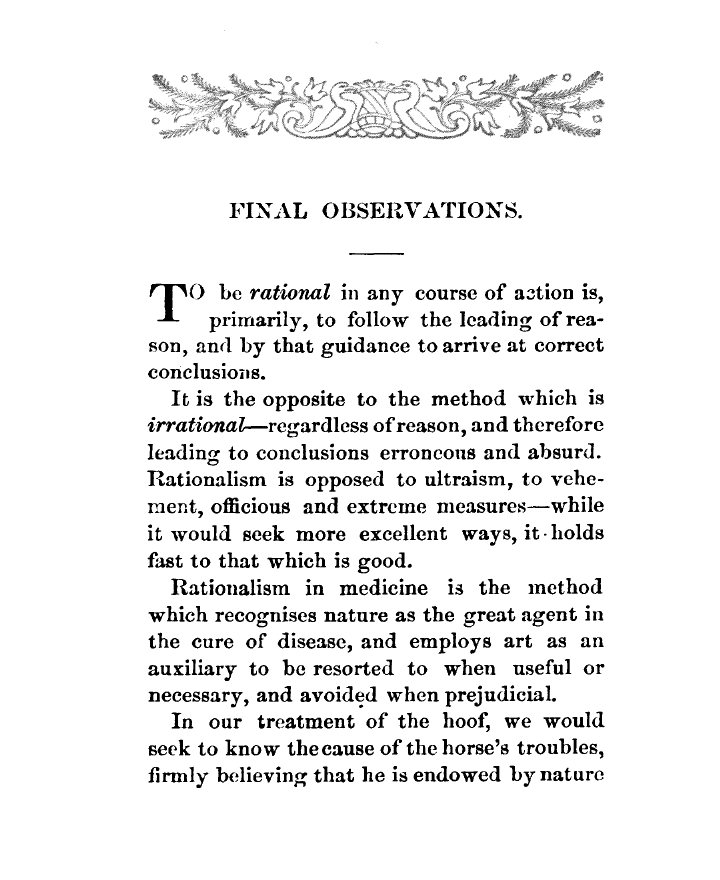 FINAL OBSERVATIONS.
TO be rational in any course of action is,
primarily, to follow the leading of rea-
son, and by that guidance to arrive at correct
conclusions.
It is the opposite to the method which is
irrational—regardless of reason, and therefore
leading to conclusions erroneous and absurd.
Rationalism is opposed to ultraism, to vehe-
ment, officious and extreme measures—while
it would seek more excellent ways, it holds
fast to that which is good.
Rationalism in medicine is the method
which recognises nature as the great agent in
the cure of disease, and employs art as an
auxiliary to be resorted to when useful or
necessary, and avoided when prejudicial.
In our treatment of the hoof, we would
seek to know the cause of the horse's troubles,
firmly believing that he is endowed by nature